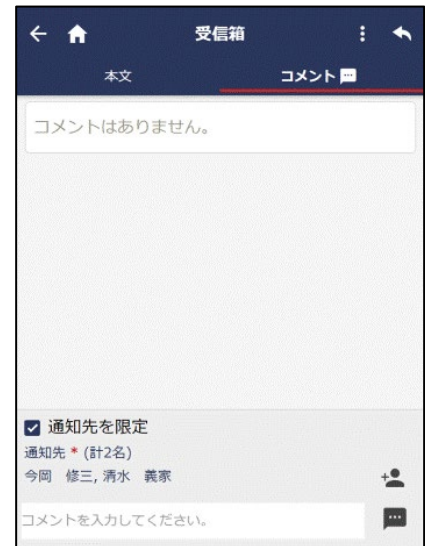 受信箱
本文
コメント
コメントはありません。
通知先を限定
通知先 * (計2名)
今岡　修三, 清水　義家
コメントを入力してください。